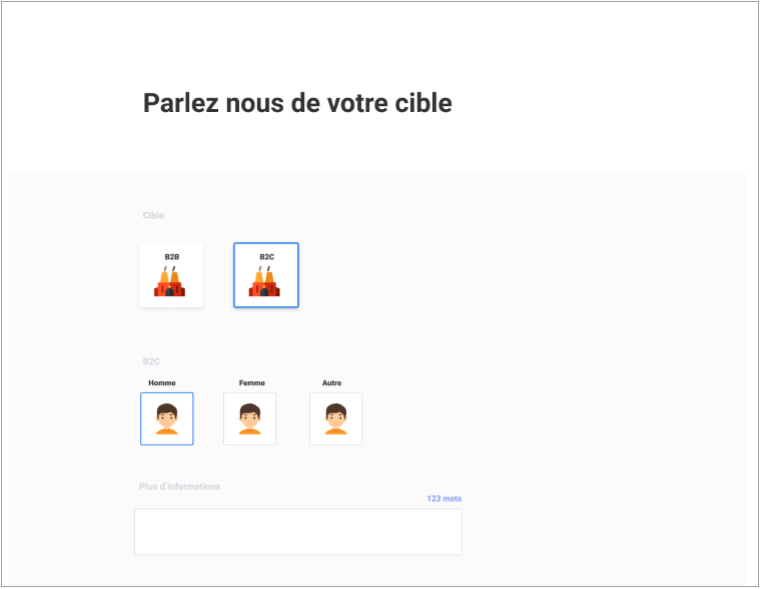 Parlez nous de votre cible
Cible
B2B B2C
B2C
Homme Femme Autre
Plus d'informations
123 mots